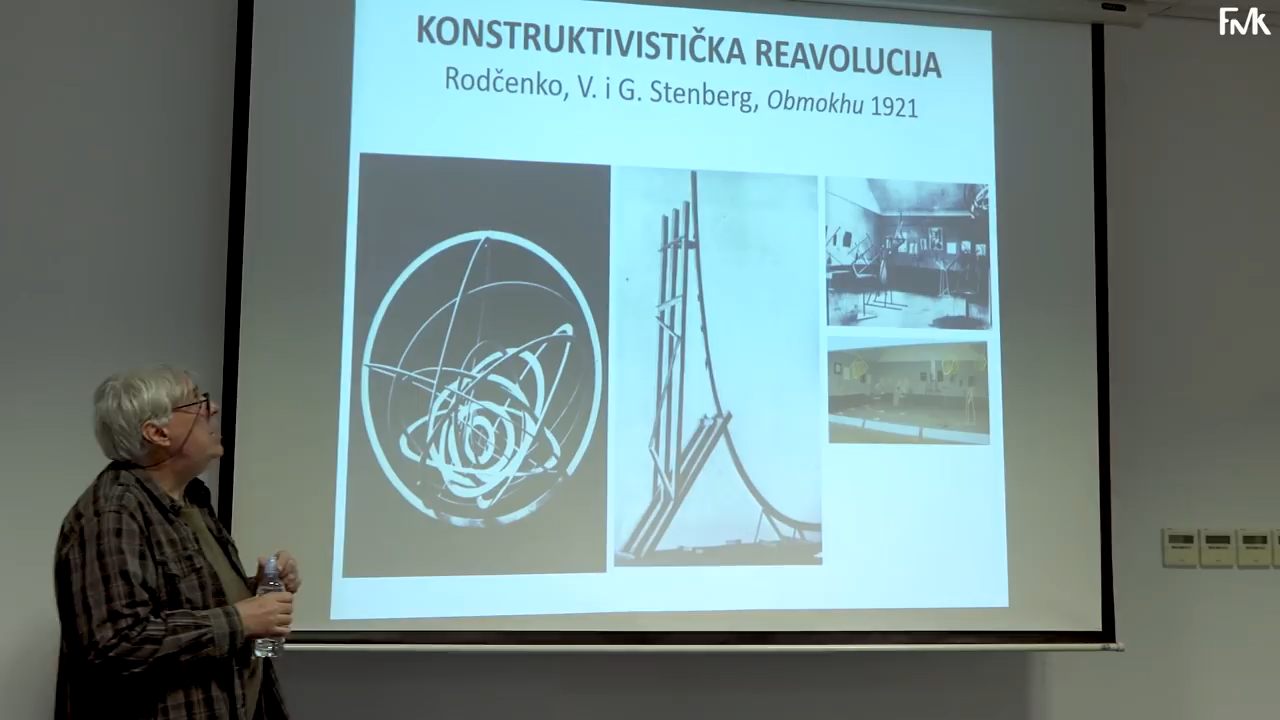 FMK
KONSTRUKTIVISTIČKA REAVOLUCIJA
Rodčenko, V. i G. Stenberg, Obmokhu 1921